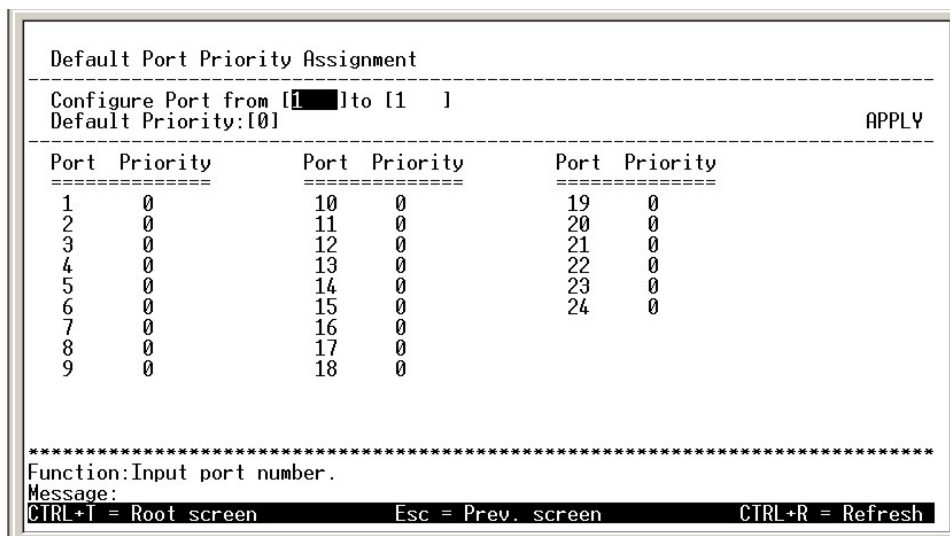 Default Port Priority Assignment
--------------------------------------------------------------------------------
Configure Port from [1   ]to [1   ]
Default Priority:[0]                                                      APPLY
--------------------------------------------------------------------------------
Port  Priority        Port  Priority        Port  Priority
==============        ==============        ==============
1     0               10    0               19    0
2     0               11    0               20    0
3     0               12    0               21    0
4     0               13    0               22    0
5     0               14    0               23    0
6     0               15    0               24    0
7     0               16    0
8     0               17    0
9     0               18    0
********************************************************************************
Function:Input port number.
Message:
CTRL+T = Root screen            Esc = Prev. screen            CTRL+R = Refresh